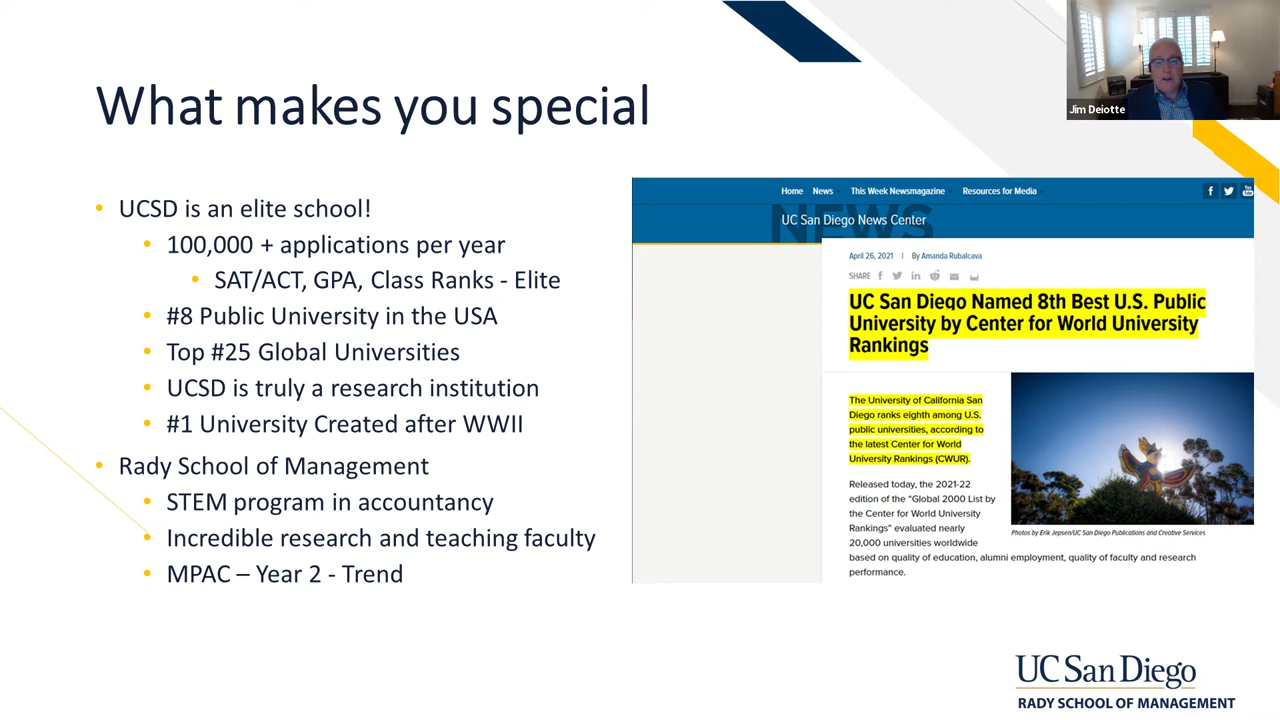 What makes you special
Jim Deiotte
• UCSD is an elite school!
• 100,000 + applications per year
• SAT/ACT, GPA, Class Ranks - Elite
• #8 Public University in the USA
• Top #25 Global Universities
• UCSD is truly a research institution
• #1 University Created after WWII
• Rady School of Management
• STEM program in accountancy
• Incredible research and teaching faculty
• MPAC – Year 2 - Trend
Home News This Week Newsmagazine Resources for Media
NEWS
UC San Diego News Center
April 26, 2021 | By Amanda Rubalcava
SHARE
UC San Diego Named 8th Best U.S. Public
University by Center for World University
Rankings
The University of California San
Diego ranks eighth among U.S.
public universities, according to
the latest Center for World
University Rankings (CWUR).
Released today, the 2021-22
edition of the “Global 2000 List by
the Center for World University
Rankings” evaluated nearly
20,000 universities worldwide
based on quality of education, alumni employment, quality of faculty and research
performance.
Photos by Erik Jepsen/UC San Diego Publications and Creative Services
UC San Diego
RADY SCHOOL OF MANAGEMENT